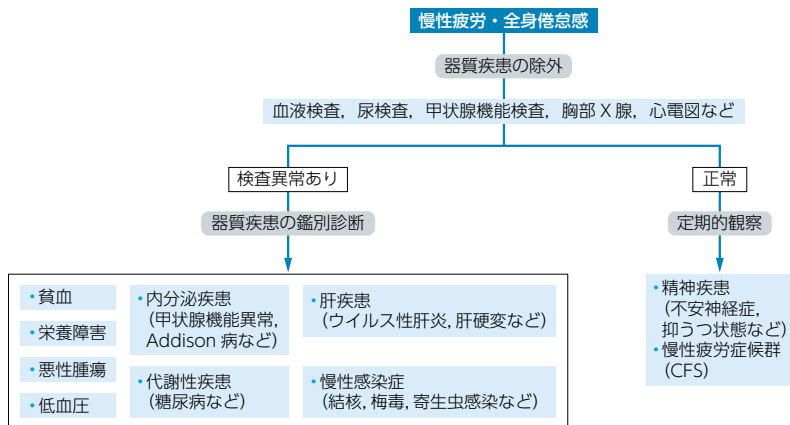 慢性疲労・全身倦怠感
器質疾患の除外
血液検査，尿検査，甲状腺機能検査，胸部 X 腺，心電図など
検査異常あり
正常
器質疾患の鑑別診断
定期的観察
・貧血
・栄養障害
・悪性腫瘍
・低血圧
・内分泌疾患
（甲状腺機能異常，
Addison 病など）
・代謝性疾患
（糖尿病など）
・肝疾患
（ウイルス性肝炎，肝硬変など）
・慢性感染症
（結核，梅毒，寄生虫感染など）
・精神疾患
（不安神経症，
抑うつ状態など）
・慢性疲労症候群
（CFS）